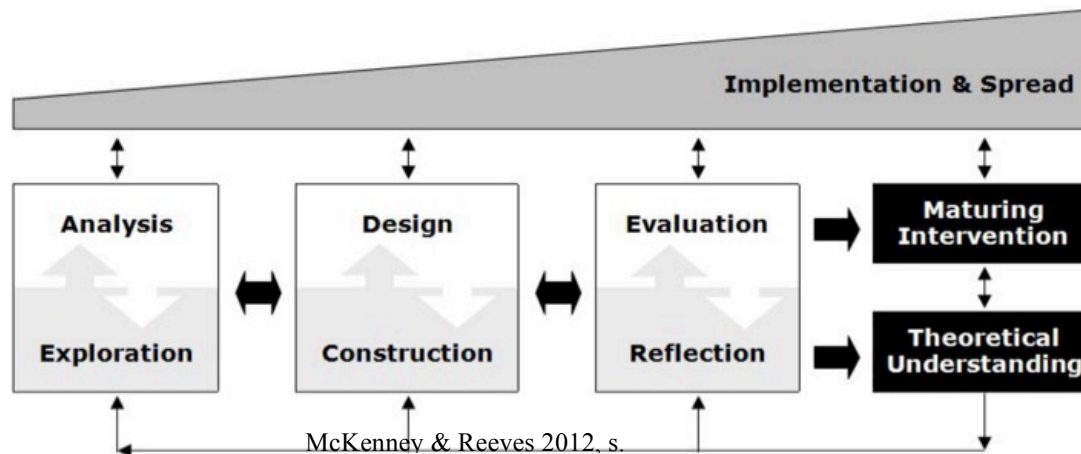 Implementation & Spread
Analysis
Exploration
Design
Construction
Evaluation
Reflection
Maturing
Intervention
Theoretical
Understanding
McKenney & Reeves 2012, s.